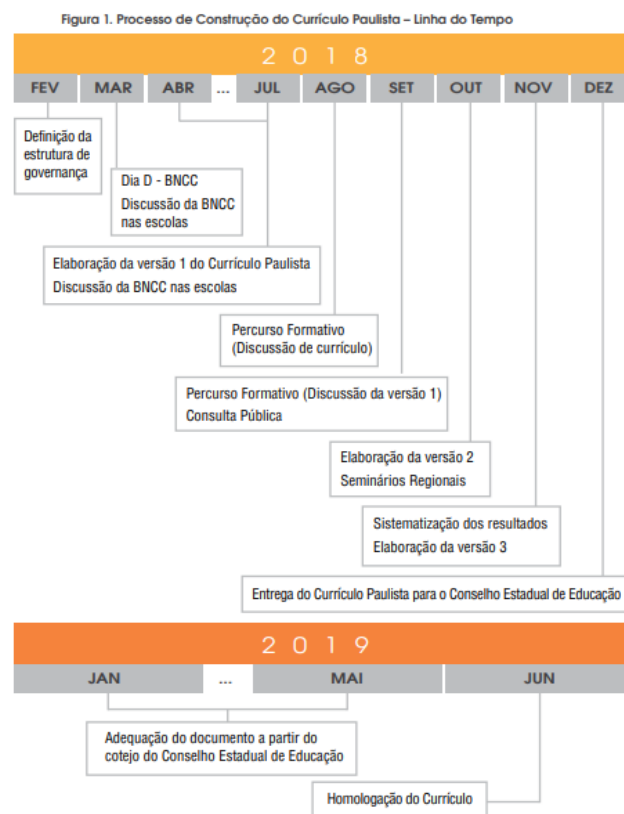 Figura 1. Processo de Construção do Currículo Paulista – Linha do Tempo
2 0 1 8
FEV MAR ABR ... JUL AGO SET OUT NOV DEZ
Definição da
estrutura de
governança
Dia D - BNCC
Discussão da BNCC
nas escolas
Elaboração da versão 1 do Currículo Paulista
Discussão da BNCC nas escolas
Percurso Formativo
(Discussão de currículo)
Percurso Formativo (Discussão da versão 1)
Consulta Pública
Elaboração da versão 2
Seminários Regionais
Sistematização dos resultados
Elaboração da versão 3
Entrega do Currículo Paulista para o Conselho Estadual de Educação
2 0 1 9
JAN ... MAI JUN
Adequação do documento a partir do
cotejo do Conselho Estadual de Educação
Homologação do Currículo